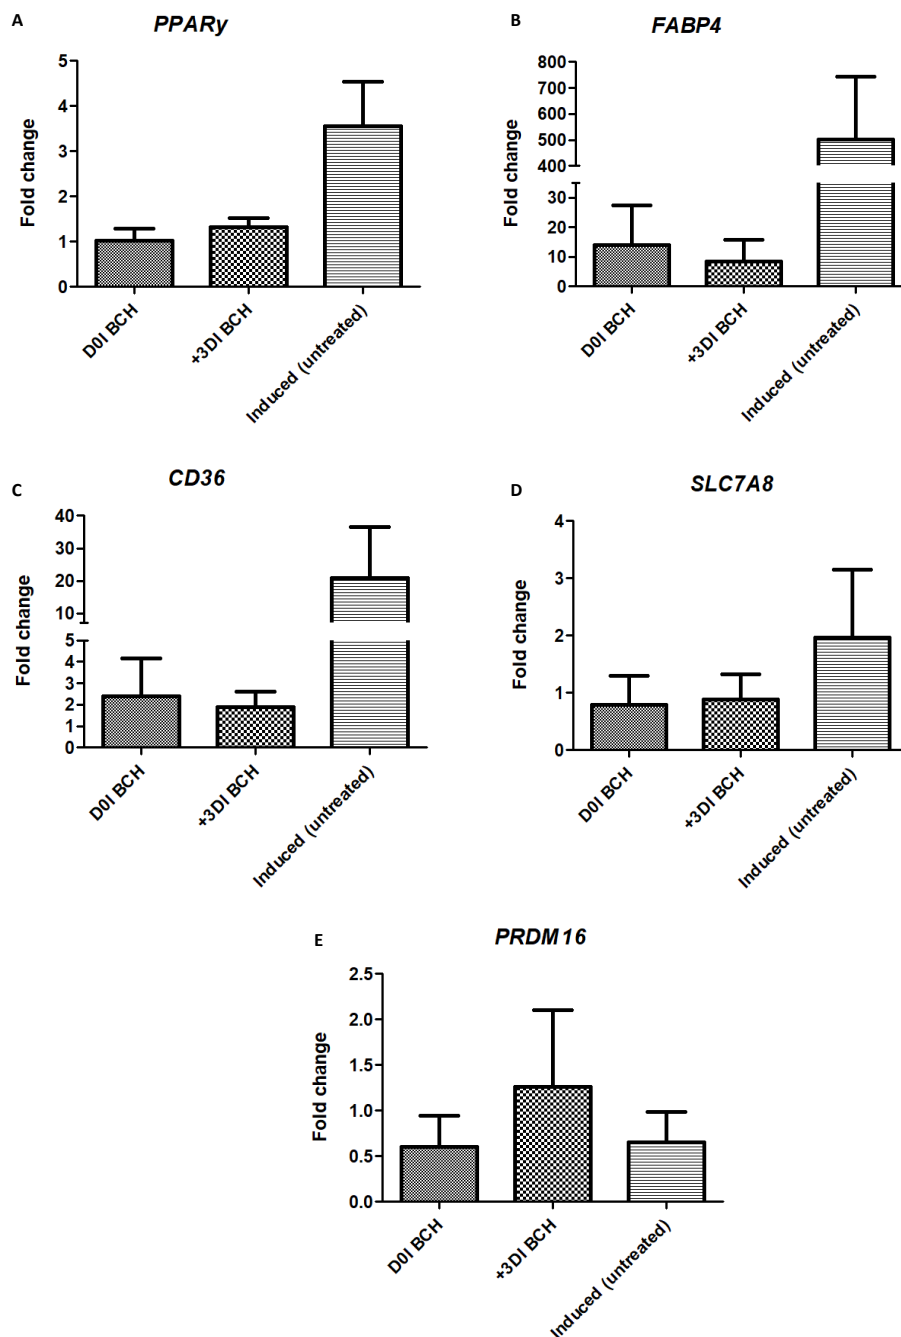 A
PPARy
5
4
3
2
1
0
Fold change
D0I BCH
+3DI BCH
Induced (untreated)
B
FABP4
800
700
600
500
400
30
20
10
0
Fold change
D0I BCH
+3DI BCH
Induced (untreated)
C
CD36
40
30
20
10
5
4
3
2
1
0
Fold change
D0I BCH
+3DI BCH
Induced (untreated)
D
SLC7A8
4
3
2
1
0
Fold change
D0I BCH
+3DI BCH
Induced (untreated)
E
PRDM16
2.5
2.0
1.5
1.0
0.5
0.0
Fold change
D0I BCH
+3DI BCH
Induced (untreated)